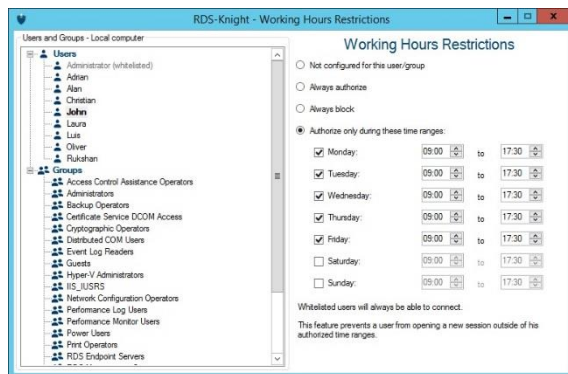 RDS-Knight - Working Hours Restrictions
Users and Groups - Local computer
Users
Administrator (whitelisted)
Adrian
Alan
Christian
John
Laura
Luis
Oliver
Rukshan
Groups
Access Control Assistance Operators
Administrators
Backup Operators
Certificate Service DCOM Access
Cryptographic Operators
Distributed COM Users
Event Log Readers
Guests
Hyper-V Administrators
IIS_IUSRS
Network Configuration Operators
Performance Log Users
Performance Monitor Users
Power Users
Print Operators
RDS Endpoint Servers
Working Hours Restrictions
Not configured for this user/group
Always authorize
Always block
Authorize only during these time ranges:
Monday: 09:00 to 17:30
Tuesday: 09:00 to 17:30
Wednesday: 09:00 to 17:30
Thursday: 09:00 to 17:30
Friday: 09:00 to 17:30
Saturday: 09:00 to 17:30
Sunday: 09:00 to 17:30
Whitelisted users will always be able to connect.
This feature prevents a user from opening a new session outside of his
authorized time ranges.